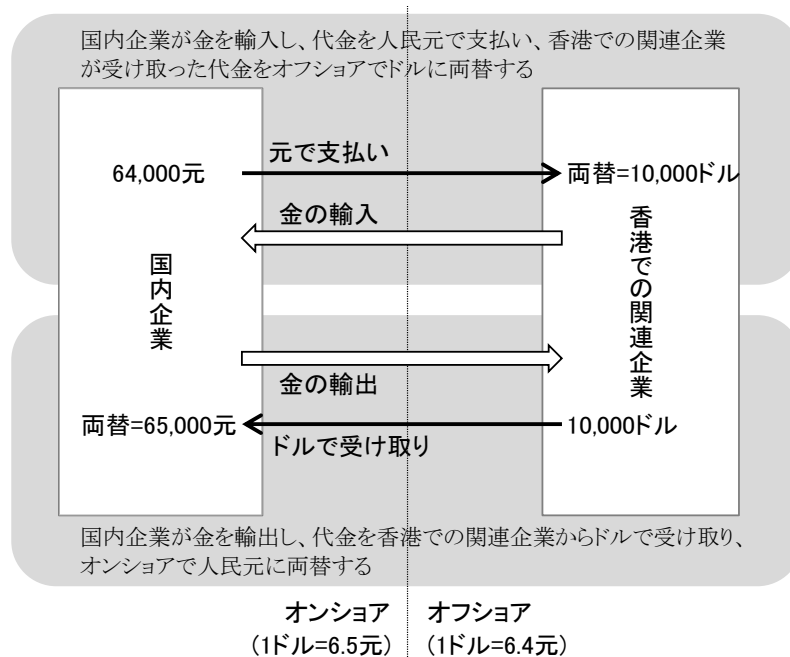 国内企業が金を輸入し、代金を人民元で支払い、香港での関連企業
が受け取った代金をオフショアでドルに両替する
元で支払い
64,000元
両替=10,000ドル
金の輸入
国内企業
香港での関連企業
金の輸出
両替=65,000元
10,000ドル
ドルで受け取り
国内企業が金を輸出し、代金を香港での関連企業からドルで受け取り、
オンショアで人民元に両替する
オンショア
(1ドル=6.5元)
オフショア
(1ドル=6.4元)